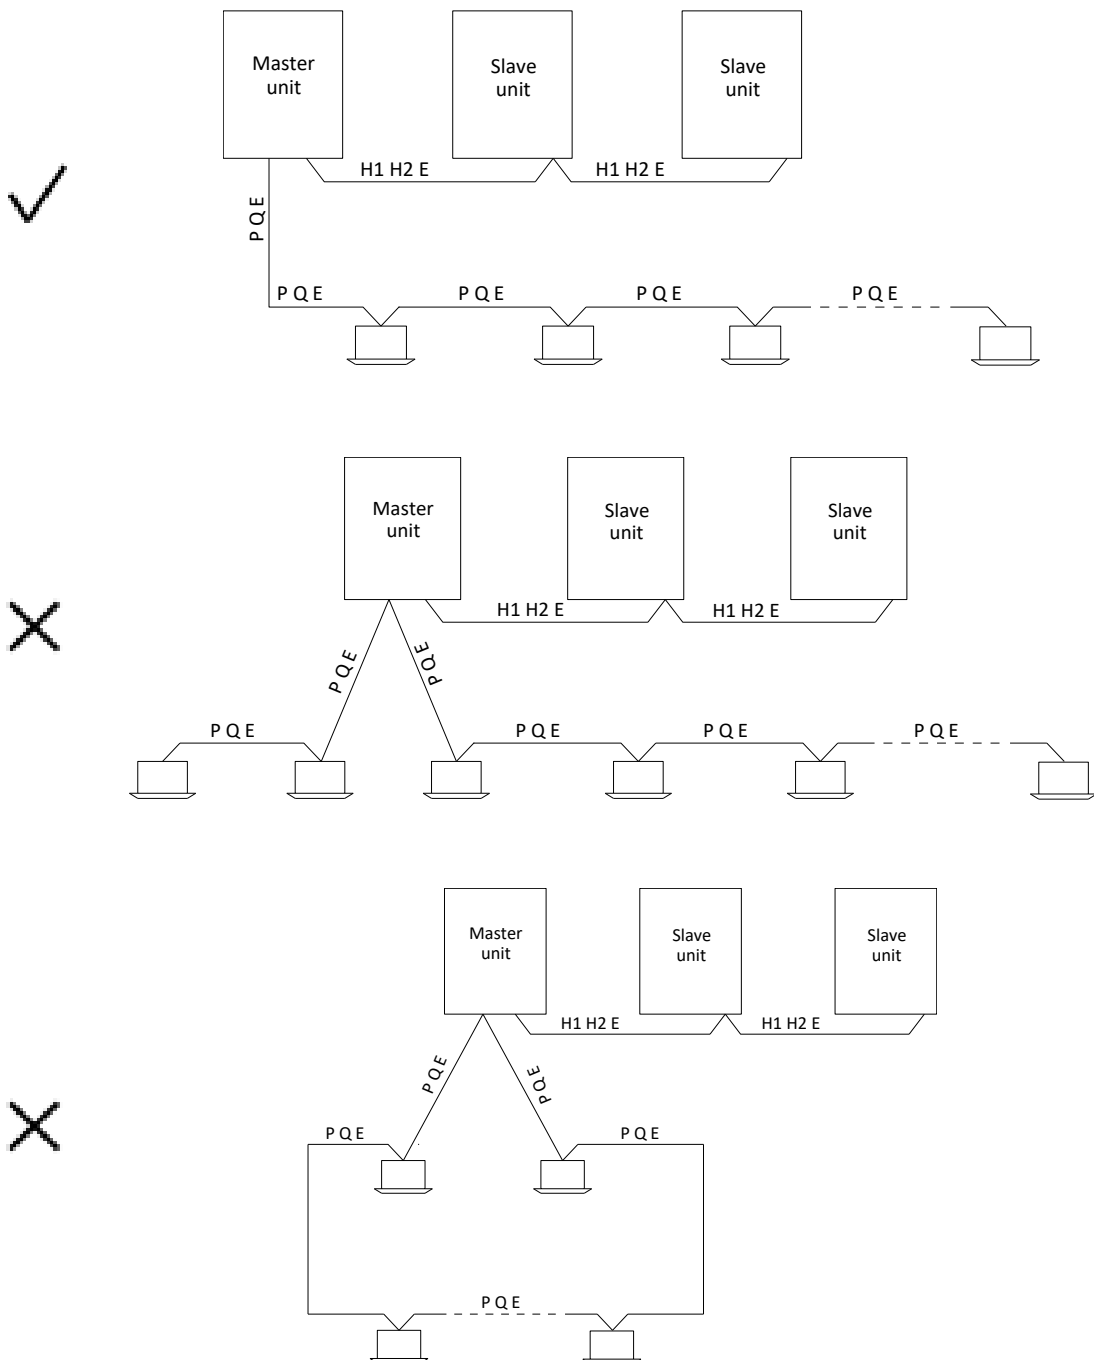 Master
unit
Slave
unit
Slave
unit
H1 H2 E
H1 H2 E
P Q E
P Q E
P Q E
P Q E
P Q E
Master
unit
Slave
unit
Slave
unit
H1 H2 E
H1 H2 E
P Q E
P Q E
P Q E
P Q E
P Q E
P Q E
Master
unit
Slave
unit
Slave
unit
H1 H2 E
H1 H2 E
P Q E
P Q E
P Q E
P Q E
P Q E